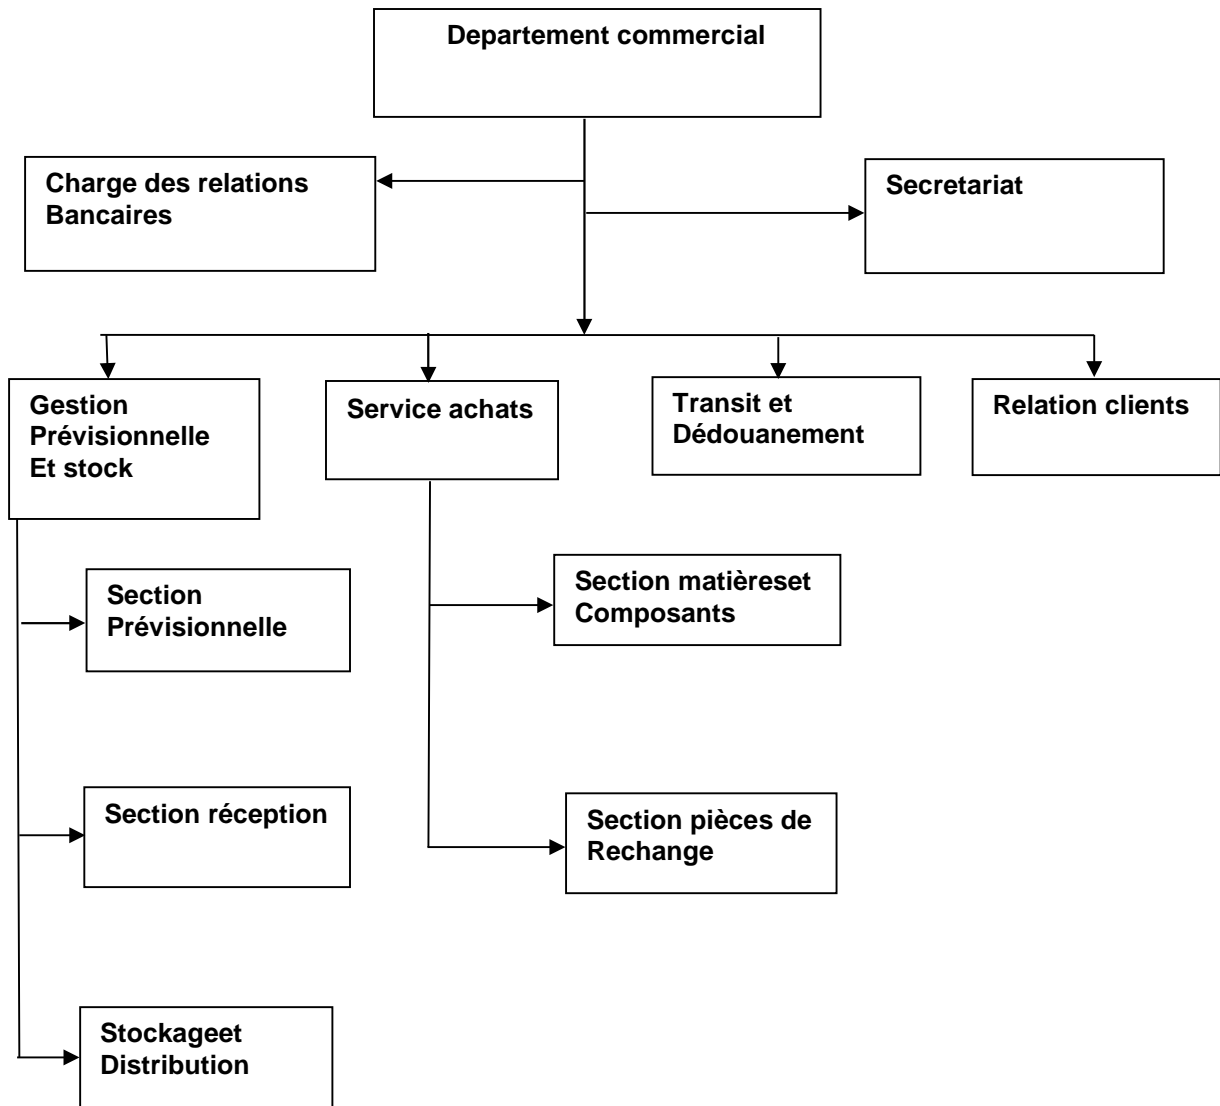 Departement commercial
Charge des relations
Bancaires
Secretariat
Gestion
Prévisionnelle
Et stock
Service achats
Transit et
Dédouanement
Relation clients
Section
Prévisionnelle
Section matièreset
Composants
Section réception
Section pièces de
Rechange
Stockageet
Distribution